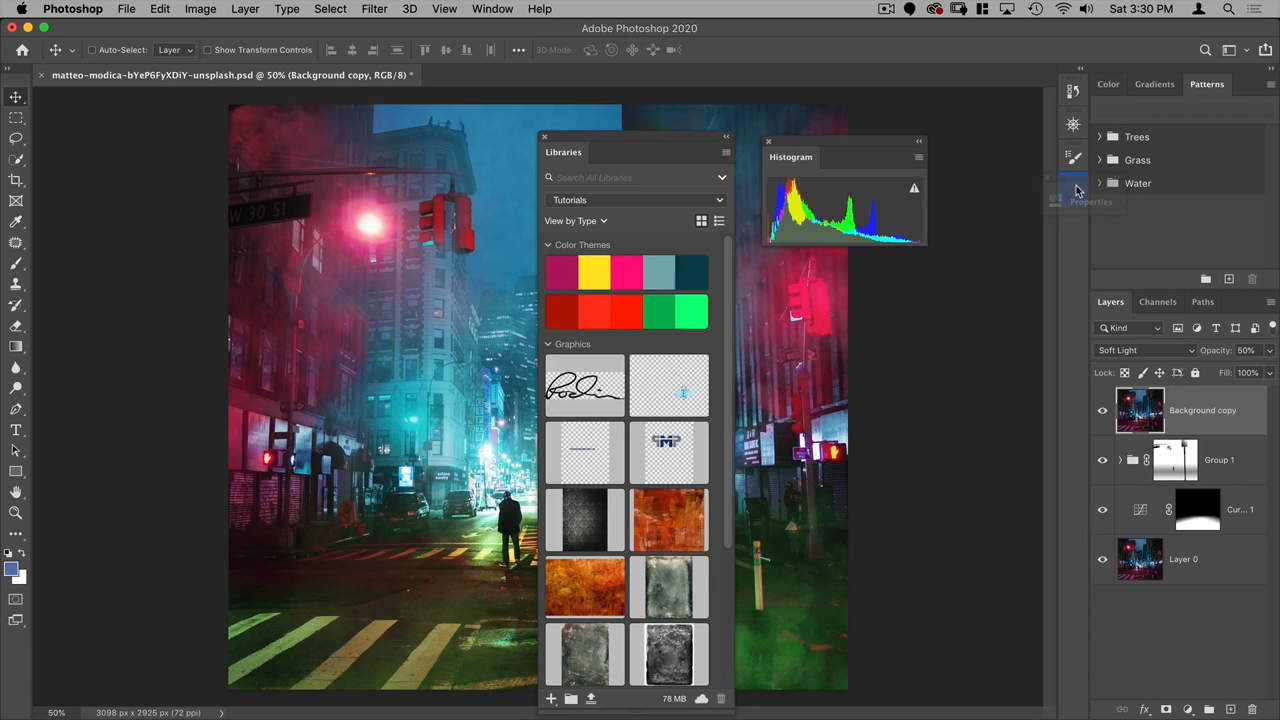 Photoshop File Edit Image Layer Type Select Filter 3D View Window Help Sat 3:30 PM
Adobe Photoshop 2020
Auto-Select: Layer Show Transform Controls 3D Mode:
matteo-modica-bYeP6FyXDiY-unsplash.psd @ 50% (Background copy, RGB/8) *
Color Gradients Patterns
Trees
Grass
Water
Properties
Libraries
Search All Libraries
Tutorials
View by Type
Color Themes
Graphics
78 MB
Histogram
W 30 St
PMP
Layers Channels Paths
Kind
Soft Light Opacity: 50%
Lock: Fill: 100%
Background copy
Group 1
Cur... 1
Layer 0
50% 3098 px x 2925 px (72 ppi)